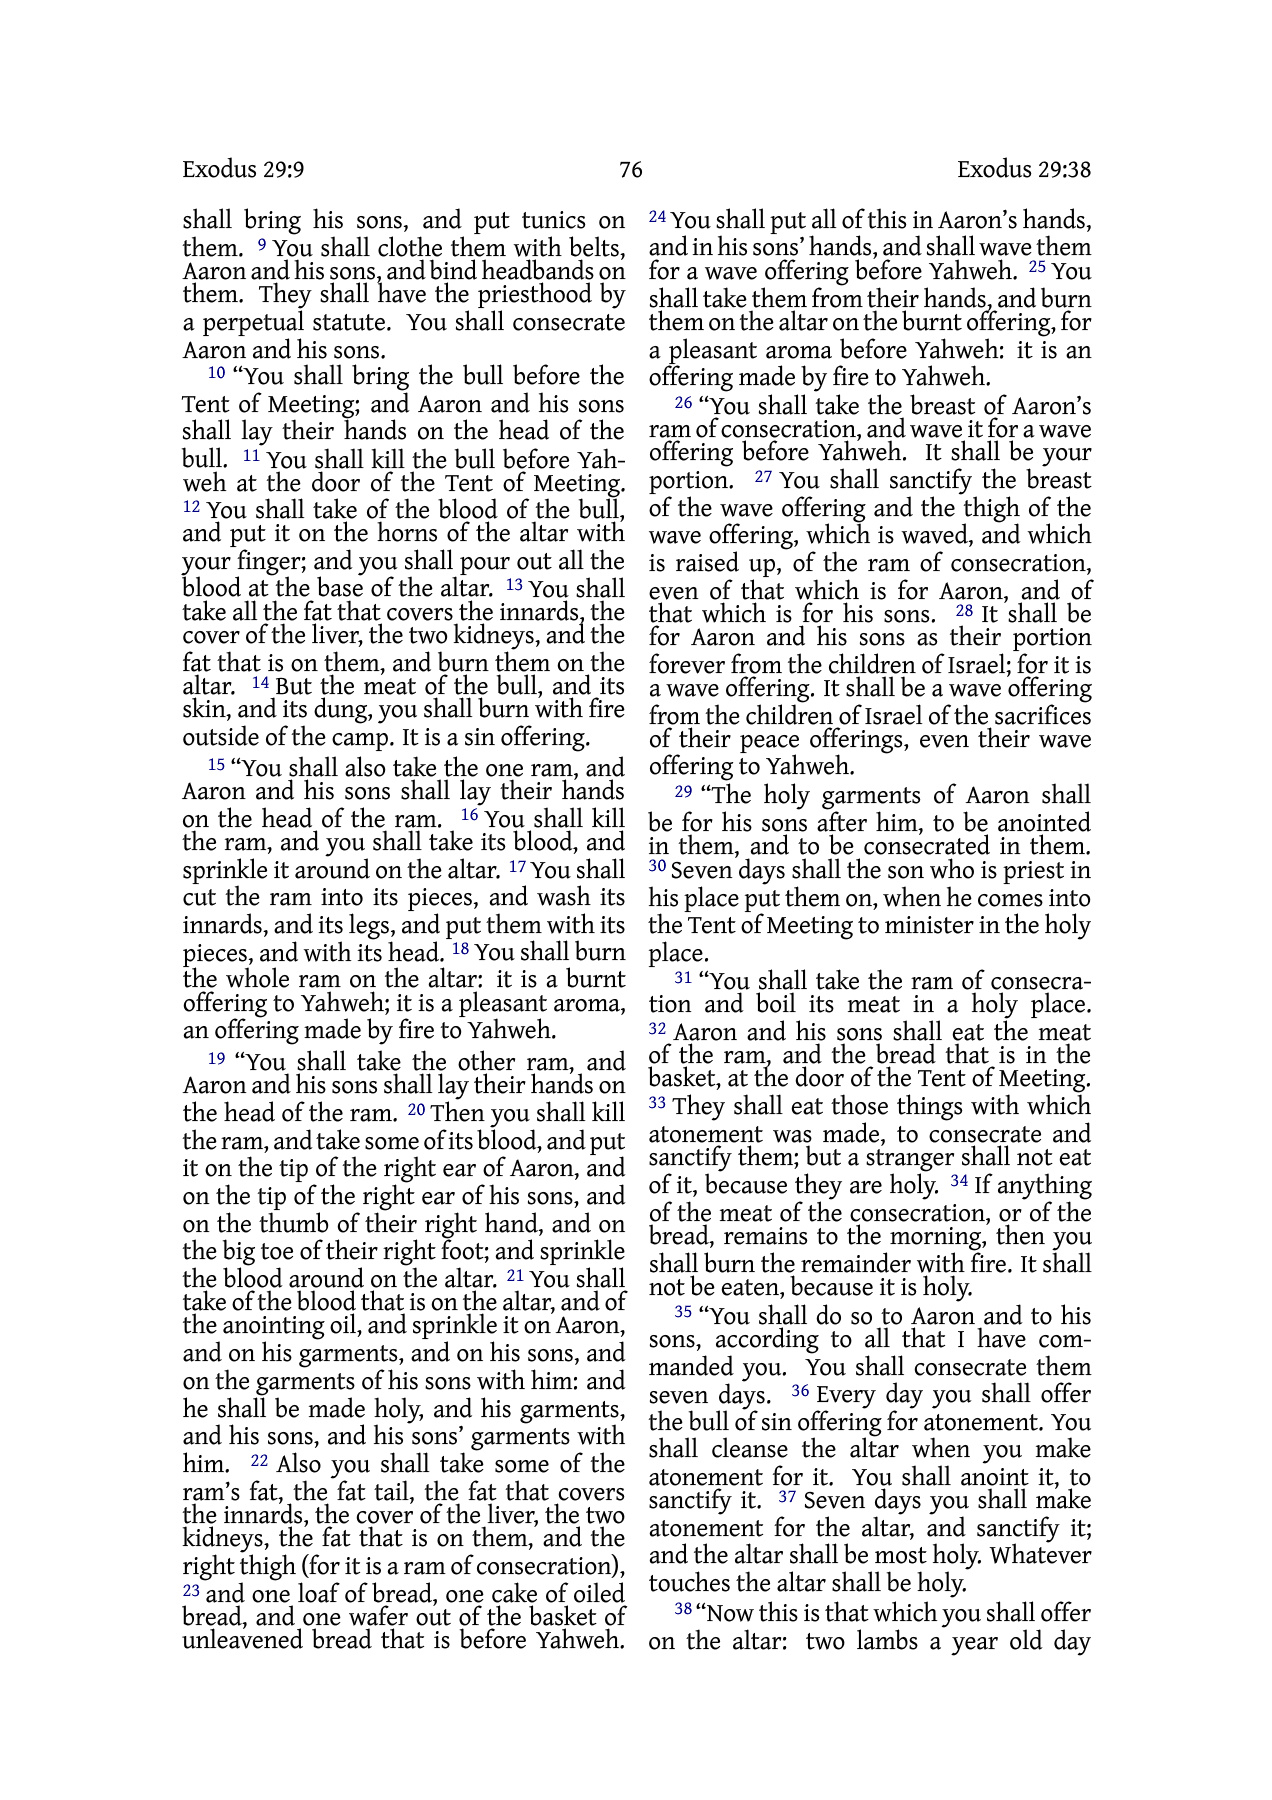 Exodus 29:9 76 Exodus 29:38
shall bring his sons, and put tunics on
them. 9 You shall clothe them with belts,
Aaron and his sons, and bind headbands on
them. They shall have the priesthood by
a perpetual statute. You shall consecrate
Aaron and his sons.
10 “You shall bring the bull before the
Tent of Meeting; and Aaron and his sons
shall lay their hands on the head of the
bull. 11 You shall kill the bull before Yah-
weh at the door of the Tent of Meeting.
12 You shall take of the blood of the bull,
and put it on the horns of the altar with
your finger; and you shall pour out all the
blood at the base of the altar. 13 You shall
take all the fat that covers the innards, the
cover of the liver, the two kidneys, and the
fat that is on them, and burn them on the
altar. 14 But the meat of the bull, and its
skin, and its dung, you shall burn with fire
outside of the camp. It is a sin offering.
15 “You shall also take the one ram, and
Aaron and his sons shall lay their hands
on the head of the ram. 16 You shall kill
the ram, and you shall take its blood, and
sprinkle it around on the altar. 17 You shall
cut the ram into its pieces, and wash its
innards, and its legs, and put them with its
pieces, and with its head. 18 You shall burn
the whole ram on the altar: it is a burnt
offering to Yahweh; it is a pleasant aroma,
an offering made by fire to Yahweh.
19 “You shall take the other ram, and
Aaron and his sons shall lay their hands on
the head of the ram. 20 Then you shall kill
the ram, and take some of its blood, and put
it on the tip of the right ear of Aaron, and
on the tip of the right ear of his sons, and
on the thumb of their right hand, and on
the big toe of their right foot; and sprinkle
the blood around on the altar. 21 You shall
take of the blood that is on the altar, and of
the anointing oil, and sprinkle it on Aaron,
and on his garments, and on his sons, and
on the garments of his sons with him: and
he shall be made holy, and his garments,
and his sons, and his sons’ garments with
him. 22 Also you shall take some of the
ram’s fat, the fat tail, the fat that covers
the innards, the cover of the liver, the two
kidneys, the fat that is on them, and the
right thigh (for it is a ram of consecration),
23 and one loaf of bread, one cake of oiled
bread, and one wafer out of the basket of
unleavened bread that is before Yahweh.
24 You shall put all of this in Aaron’s hands,
and in his sons’ hands, and shall wave them
for a wave offering before Yahweh. 25 You
shall take them from their hands, and burn
them on the altar on the burnt offering, for
a pleasant aroma before Yahweh: it is an
offering made by fire to Yahweh.
26 “You shall take the breast of Aaron’s
ram of consecration, and wave it for a wave
offering before Yahweh. It shall be your
portion. 27 You shall sanctify the breast
of the wave offering and the thigh of the
wave offering, which is waved, and which
is raised up, of the ram of consecration,
even of that which is for Aaron, and of
that which is for his sons. 28 It shall be
for Aaron and his sons as their portion
forever from the children of Israel; for it is
a wave offering. It shall be a wave offering
from the children of Israel of the sacrifices
of their peace offerings, even their wave
offering to Yahweh.
29 “The holy garments of Aaron shall
be for his sons after him, to be anointed
in them, and to be consecrated in them.
30 Seven days shall the son who is priest in
his place put them on, when he comes into
the Tent of Meeting to minister in the holy
place.
31 “You shall take the ram of consecra-
tion and boil its meat in a holy place.
32 Aaron and his sons shall eat the meat
of the ram, and the bread that is in the
basket, at the door of the Tent of Meeting.
33 They shall eat those things with which
atonement was made, to consecrate and
sanctify them; but a stranger shall not eat
of it, because they are holy. 34 If anything
of the meat of the consecration, or of the
bread, remains to the morning, then you
shall burn the remainder with fire. It shall
not be eaten, because it is holy.
35 “You shall do so to Aaron and to his
sons, according to all that I have com-
manded you. You shall consecrate them
seven days. 36 Every day you shall offer
the bull of sin offering for atonement. You
shall cleanse the altar when you make
atonement for it. You shall anoint it, to
sanctify it. 37 Seven days you shall make
atonement for the altar, and sanctify it;
and the altar shall be most holy. Whatever
touches the altar shall be holy.
38 “Now this is that which you shall offer
on the altar: two lambs a year old day